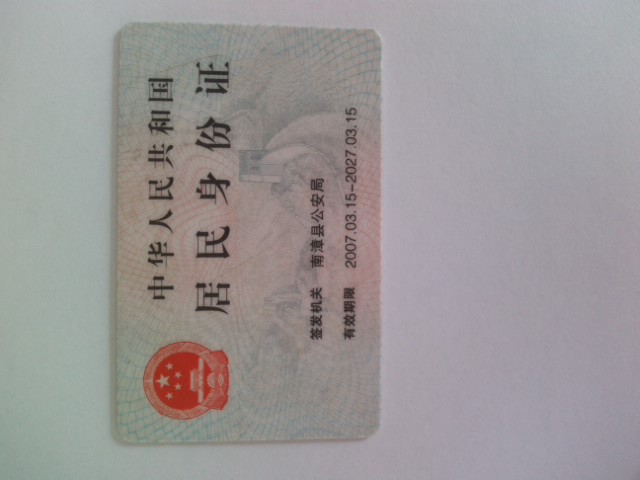 中华人民共和国
居民身份证
签发机关 南漳县公安局
有效期限 2007.03.15-2027.03.15